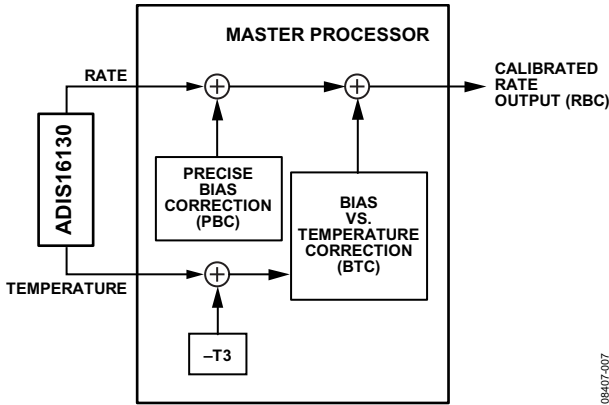 MASTER PROCESSOR
RATE
CALIBRATED
RATE
OUTPUT (RBC)
ADIS16130
PRECISE
BIAS
CORRECTION
(PBC)
BIAS
VS.
TEMPERATURE
CORRECTION
(BTC)
TEMPERATURE
–T3
08407-007